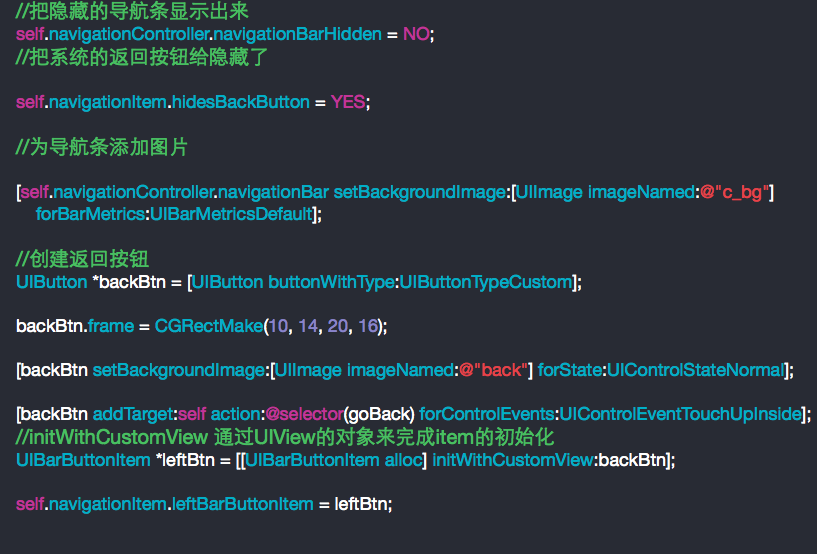 //把隐藏的导航条显示出来
self.navigationController.navigationBarHidden = NO;
//把系统的返回按钮给隐藏了
self.navigationItem.hidesBackButton = YES;
//为导航条添加图片
[self.navigationController.navigationBar setBackgroundImage:[UIImage imageNamed:@"c_bg"]
forBarMetrics:UIBarMetricsDefault];
//创建返回按钮
UIButton *backBtn = [UIButton buttonWithType:UIButtonTypeCustom];
backBtn.frame = CGRectMake(10, 14, 20, 16);
[backBtn setBackgroundImage:[UIImage imageNamed:@"back"] forState:UIControlStateNormal];
[backBtn addTarget:self action:@selector(goBack) forControlEvents:UIControlEventTouchUpInside];
//initWithCustomView 通过UIView的对象来完成item的初始化
UIBarButtonItem *leftBtn = [[UIBarButtonItem alloc] initWithCustomView:backBtn];
self.navigationItem.leftBarButtonItem = leftBtn;